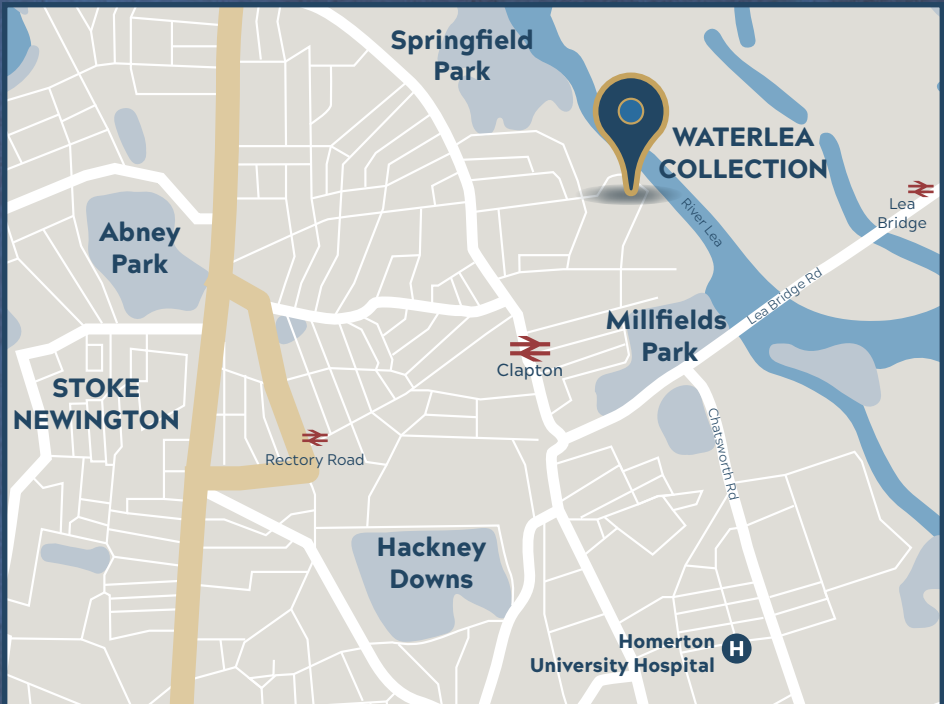 Springfield
Park
WATERLEA
COLLECTION
River Lea
Lea
Bridge
Abney
Park
Lea Bridge Rd
Millfields
Park
Clapton
STOKE
NEWINGTON
Rectory Road
Chatsworth Rd
Hackney
Downs
Homerton
University Hospital
H